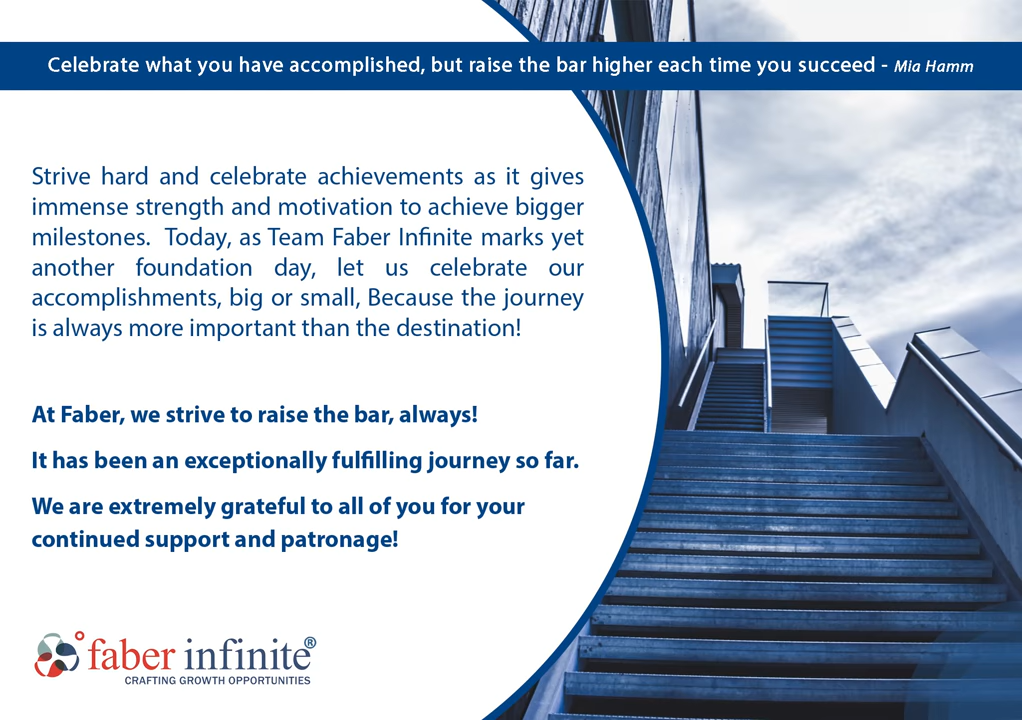 Celebrate what you have accomplished, but raise the bar higher each time you succeed - Mia Hamm
Strive hard and celebrate achievements as it gives
immense strength and motivation to achieve bigger
milestones. Today, as Team Faber Infinite marks yet
another foundation day, let us celebrate our
accomplishments, big or small, Because the journey
is always more important than the destination!
At Faber, we strive to raise the bar, always!
It has been an exceptionally fulfilling journey so far.
We are extremely grateful to all of you for your
continued support and patronage!
faber infinite®
CRAFTING GROWTH OPPORTUNITIES